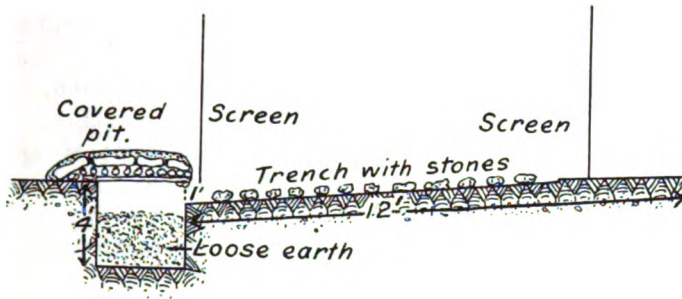 Covered
pit.
Screen
Screen
Trench with stones
1'
4'
12'
Loose earth